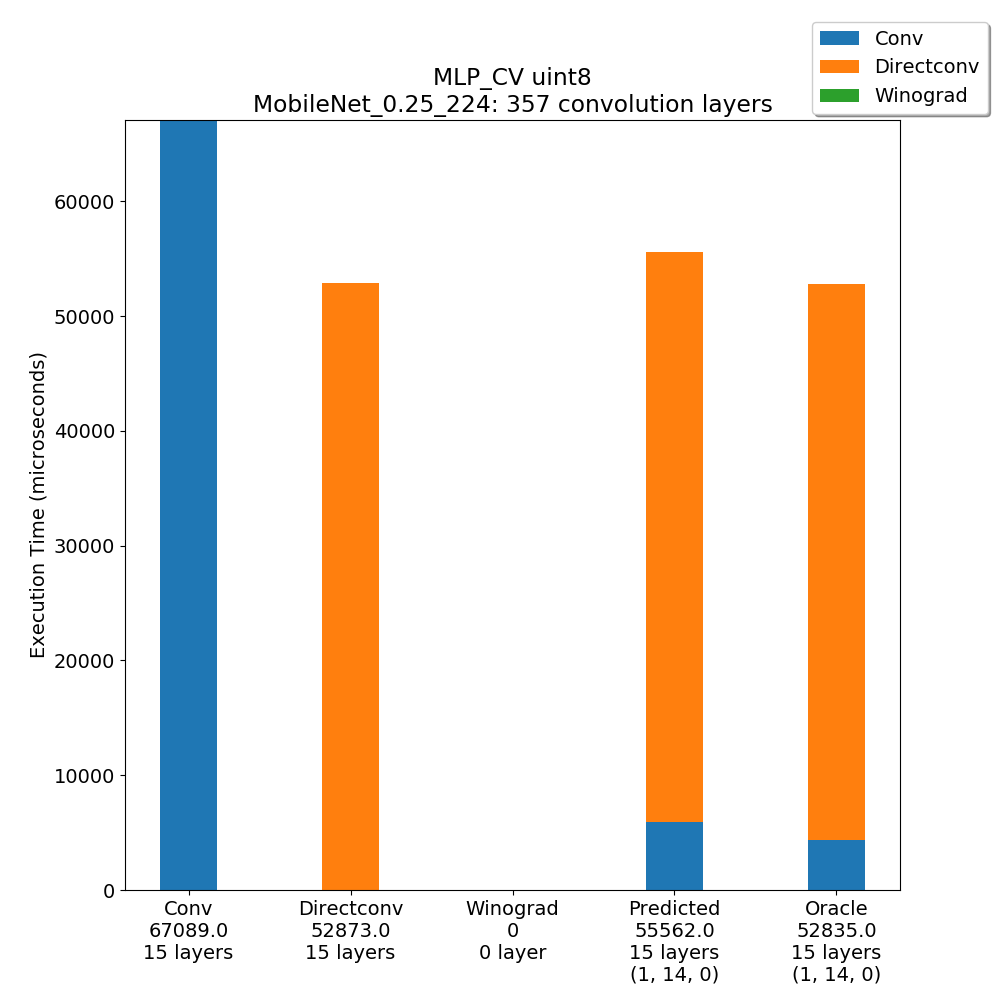 Conv
Directconv
Winograd
MLP_CV uint8
MobileNet_0.25_224: 357 convolution layers
Execution Time (microseconds)
60000
50000
40000
30000
20000
10000
0
Conv
67089.0
15 layers
Directconv
52873.0
15 layers
Winograd
0
0 layer
Predicted
55562.0
15 layers
(1, 14, 0)
Oracle
52835.0
15 layers
(1, 14, 0)